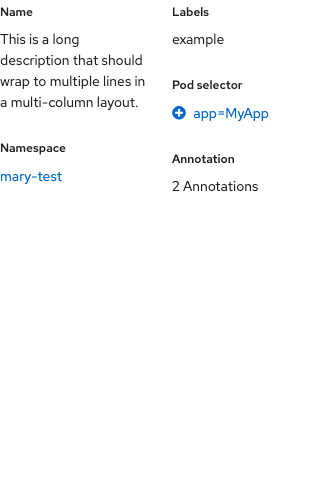 Name
This is a long
description that should
wrap to multiple lines in
a multi-column layout.
Namespace
mary-test
Labels
example
Pod selector
app=MyApp
Annotation
2 Annotations